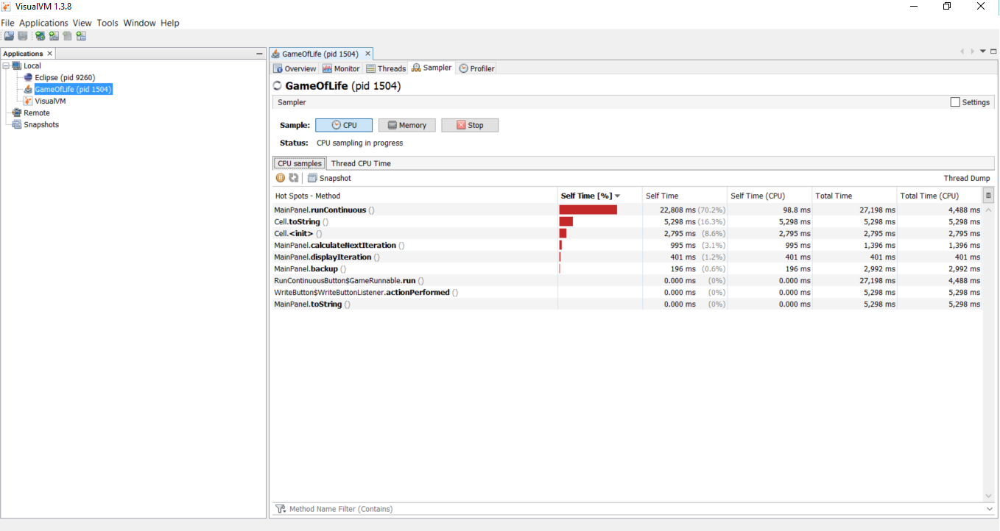 VisualVM 1.3.8
File Applications View Tools Window Help
Applications
Local
Eclipse (pid 9260)
GameOfLife (pid 1504)
VisualVM
Remote
Snapshots
GameOfLife (pid 1504)
Overview Monitor Threads Sampler Profiler
GameOfLife (pid 1504)
Sampler Settings
Sample: CPU Memory Stop
Status: CPU sampling in progress
CPU samples Thread CPU Time
Snapshot Thread Dump
Hot Spots - Method Self Time [%] Self Time Self Time (CPU) Total Time Total Time (CPU)
MainPanel.runContinuous () 22,808 ms (70.2%) 98.8 ms 27,198 ms 4,488 ms
Cell.toString () 5,298 ms (16.3%) 5,298 ms 5,298 ms 5,298 ms
Cell.<init> () 2,795 ms (8.6%) 2,795 ms 2,795 ms 2,795 ms
MainPanel.calculateNextIteration () 995 ms (3.1%) 995 ms 1,396 ms 1,396 ms
MainPanel.displayIteration () 401 ms (1.2%) 401 ms 401 ms 401 ms
MainPanel.backup () 196 ms (0.6%) 196 ms 2,992 ms 2,992 ms
RunContinuousButton$GameRunnable.run () 0.000 ms (0%) 0.000 ms 27,198 ms 4,488 ms
WriteButton$WriteButtonListener.actionPerformed () 0.000 ms (0%) 0.000 ms 5,298 ms 5,298 ms
MainPanel.toString () 0.000 ms (0%) 0.000 ms 5,298 ms 5,298 ms
Method Name Filter (Contains)